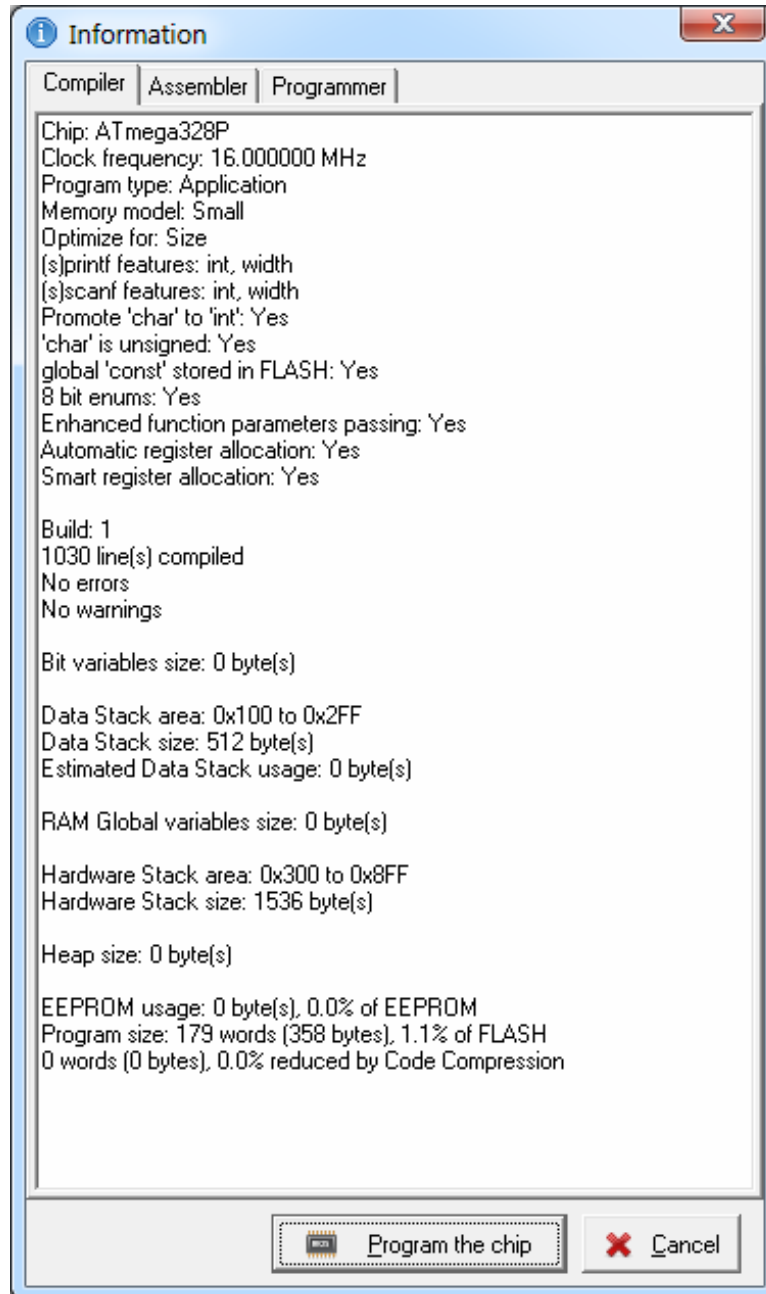 Information
Compiler Assembler Programmer
Chip: ATmega328P
Clock frequency: 16.000000 MHz
Program type: Application
Memory model: Small
Optimize for: Size
(s)printf features: int, width
(s)scanf features: int, width
Promote 'char' to 'int': Yes
'char' is unsigned: Yes
global 'const' stored in FLASH: Yes
8 bit enums: Yes
Enhanced function parameters passing: Yes
Automatic register allocation: Yes
Smart register allocation: Yes
Build: 1
1030 line(s) compiled
No errors
No warnings
Bit variables size: 0 byte(s)
Data Stack area: 0x100 to 0x2FF
Data Stack size: 512 byte(s)
Estimated Data Stack usage: 0 byte(s)
RAM Global variables size: 0 byte(s)
Hardware Stack area: 0x300 to 0x8FF
Hardware Stack size: 1536 byte(s)
Heap size: 0 byte(s)
EEPROM usage: 0 byte(s), 0.0% of EEPROM
Program size: 179 words (358 bytes), 1.1% of FLASH
0 words (0 bytes), 0.0% reduced by Code Compression
Program the chip Cancel